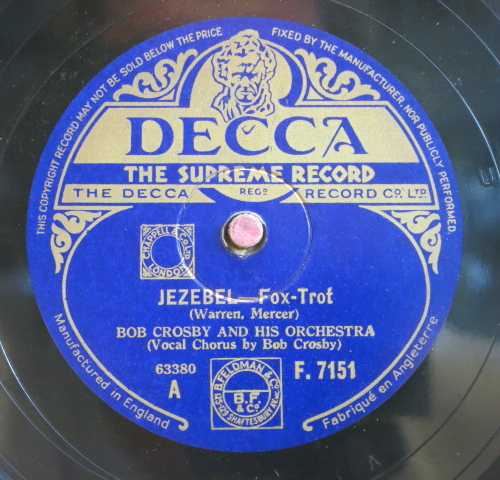 THIS COPYRIGHT RECORD MAY NOT BE SOLD BELOW THE PRICE
FIXED BY THE MANUFACTURER, NOR PUBLICLY PERFORMED.
DECCA
THE SUPREME RECORD
THE DECCA REGD RECORD CO. LTD
CHAPPELL & CO. LTD
LONDON
JEZEBEL—Fox-Trot
(Warren, Mercer)
BOB CROSBY AND HIS ORCHESTRA
(Vocal Chorus by Bob Crosby)
63380
A
F. 7151
B. FELDMAN & CO
B.F. & CO.
125-129 SHAFTESBURY AV. W.C.
Manufactured in England
Fabriqué en Angleterre